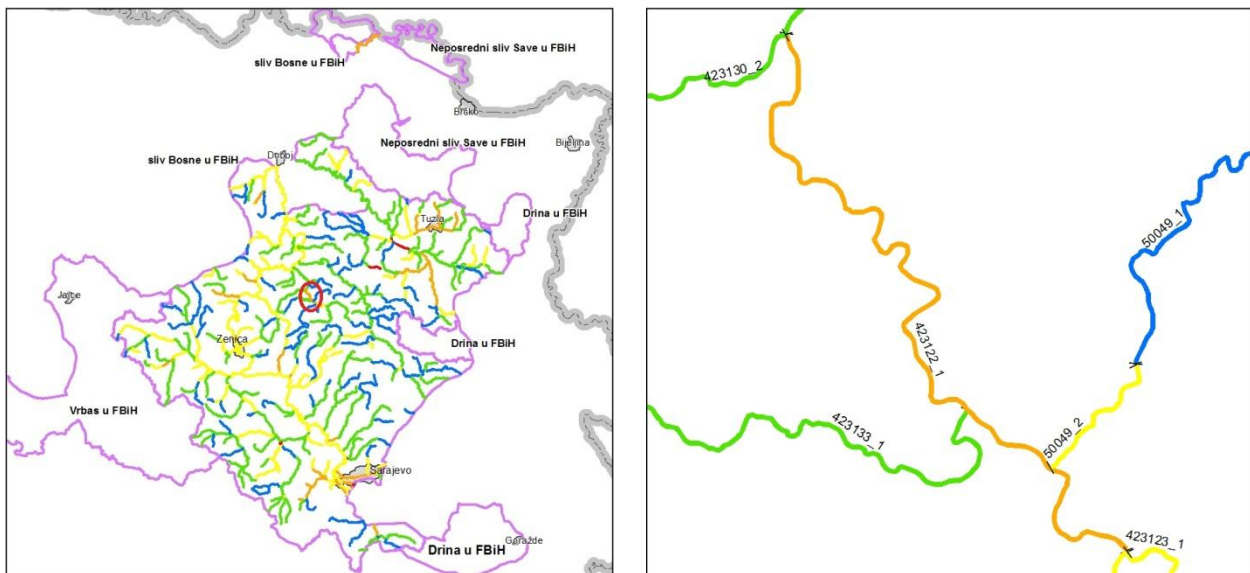 Neposredni sliv Save u FBiH
sliv Bosne u FBiH
Brčko
Bijeljina
Neposredni sliv Save u FBiH
sliv Bosne u FBiH
Doboj
Drina u FBiH
Tuzla
Jajce
Zenica
Drina u FBiH
Vrbas u FBiH
Sarajevo
Drina u FBiH
Goražde
423130_2
50049_1
423122_1
423133_1
50049_2
423123_1